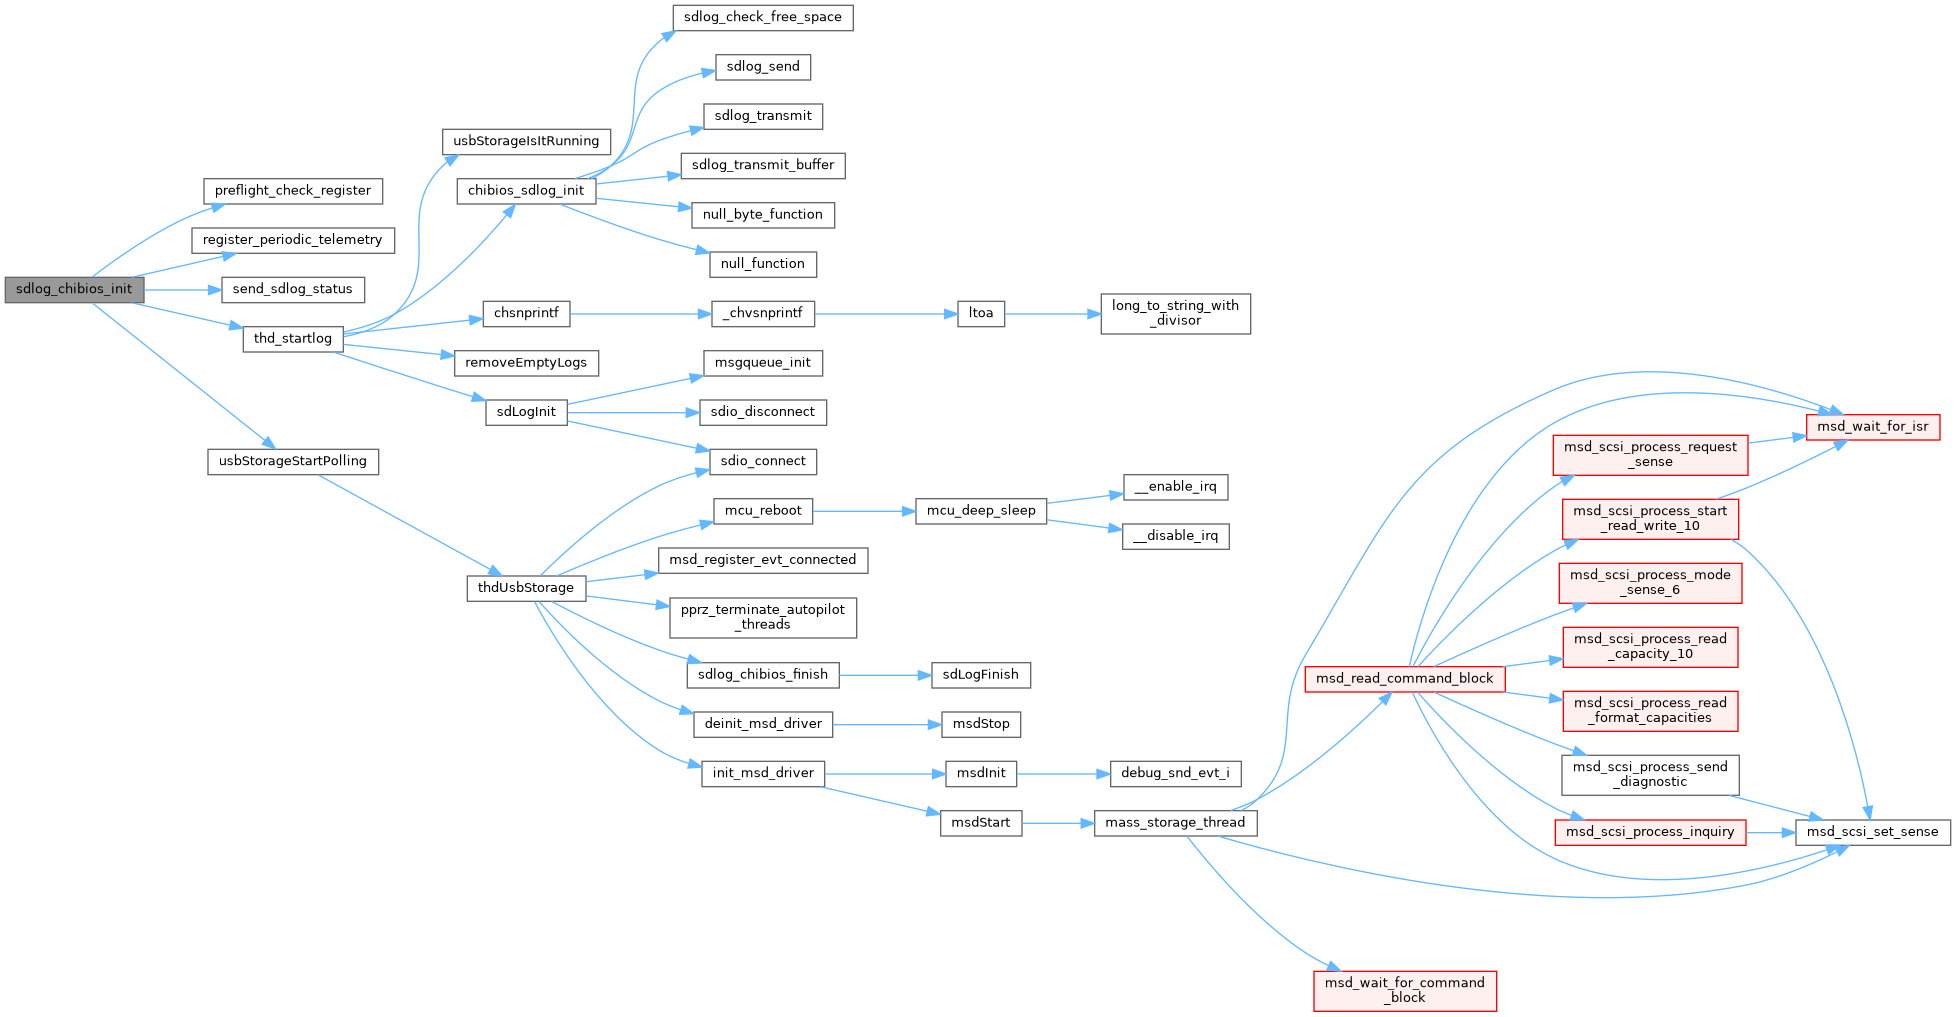 sdlog_chibios_init
preflight_check_register
register_periodic_telemetry
send_sdlog_status
thd_startlog
usbStorageStartPolling
usbStorageIsItRunning
chibios_sdlog_init
chsnprintf
removeEmptyLogs
sdLogInit
thdUsbStorage
sdlog_check_free_space
sdlog_send
sdlog_transmit
sdlog_transmit_buffer
null_byte_function
null_function
_chvsnprintf
msgqueue_init
sdio_disconnect
sdio_connect
mcu_reboot
msd_register_evt_connected
pprz_terminate_autopilot
_threads
sdlog_chibios_finish
deinit_msd_driver
init_msd_driver
ltoa
mcu_deep_sleep
sdLogFinish
msdStop
msdInit
msdStart
long_to_string_with
_divisor
__enable_irq
__disable_irq
debug_snd_evt_i
mass_storage_thread
msd_read_command_block
msd_wait_for_command
_block
msd_scsi_process_request
_sense
msd_scsi_process_start
_read_write_10
msd_scsi_process_mode
_sense_6
msd_scsi_process_read
_capacity_10
msd_scsi_process_read
_format_capacities
msd_scsi_process_send
_diagnostic
msd_scsi_process_inquiry
msd_wait_for_isr
msd_scsi_set_sense